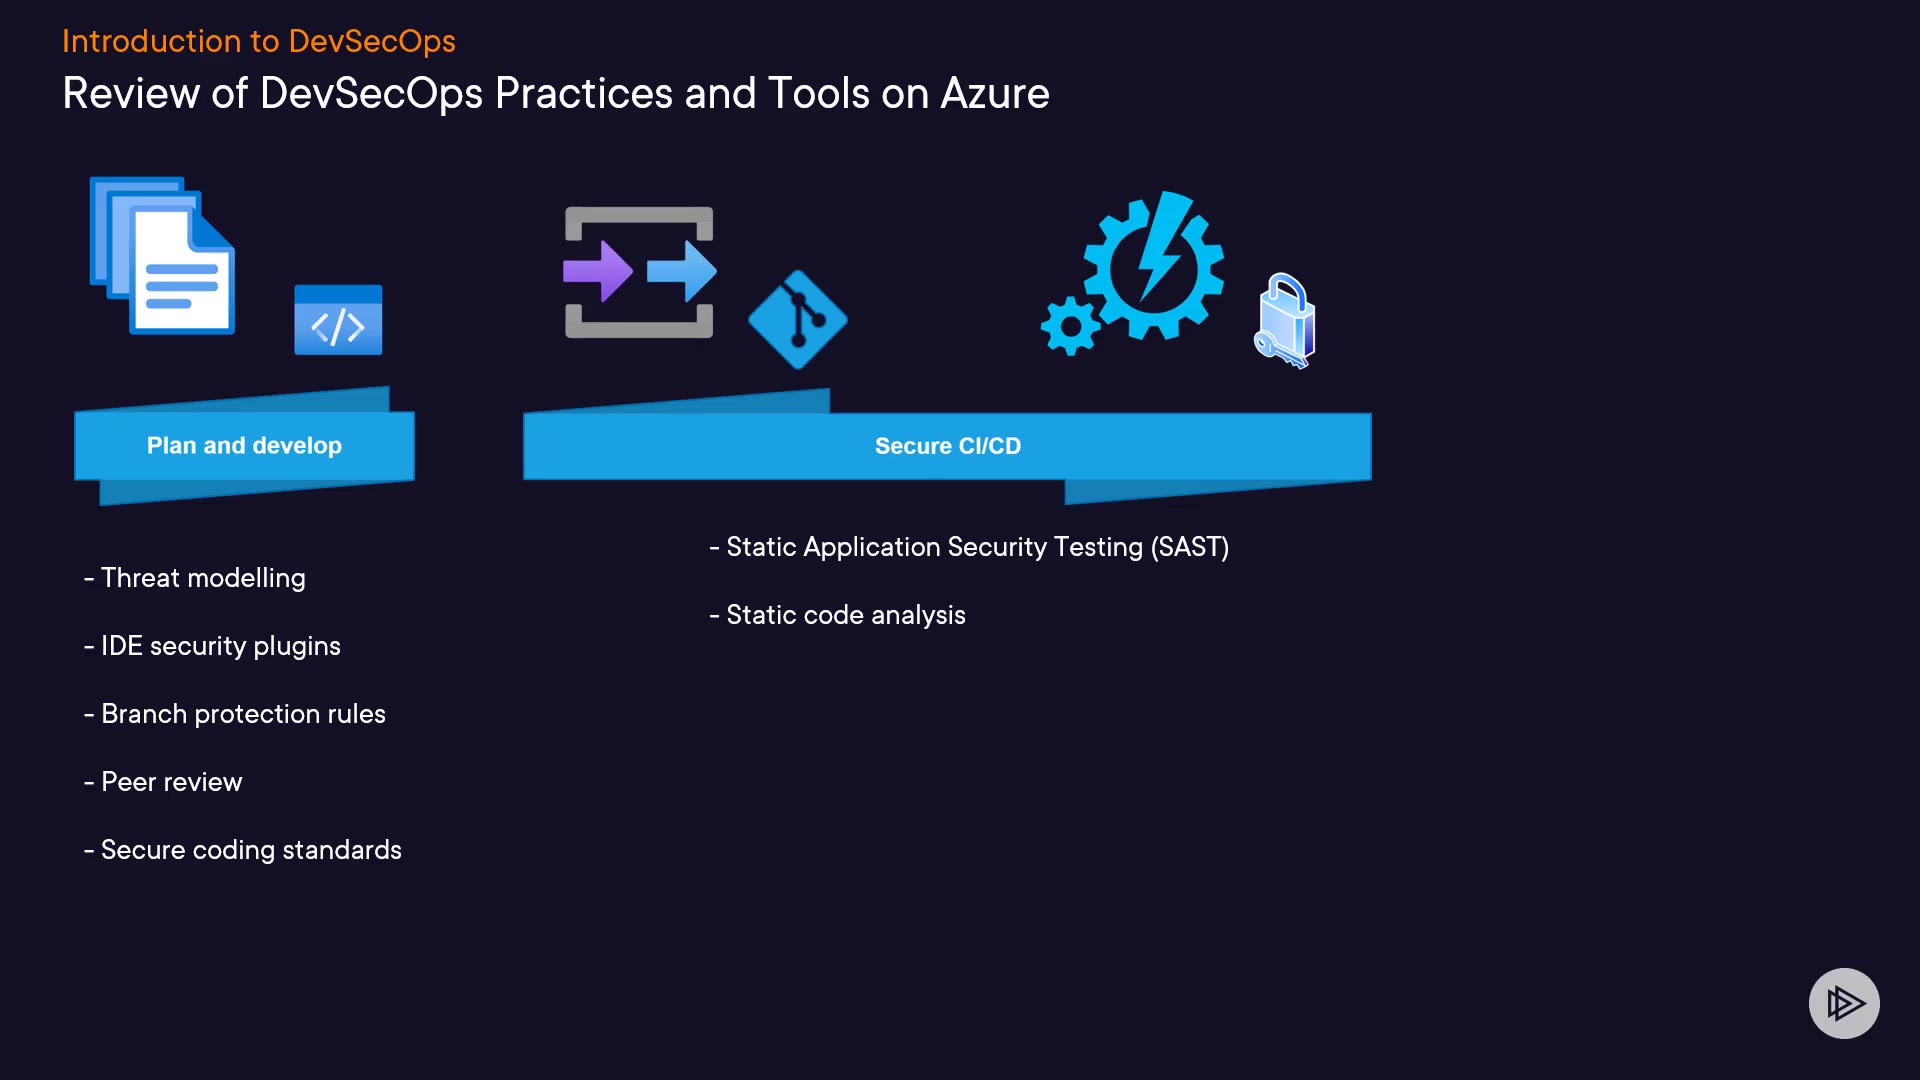 Introduction to DevSecOps
Review of DevSecOps Practices and Tools on Azure
Plan and develop
- Threat modelling
- IDE security plugins
- Branch protection rules
- Peer review
- Secure coding standards
Secure CI/CD
- Static Application Security Testing (SAST)
- Static code analysis